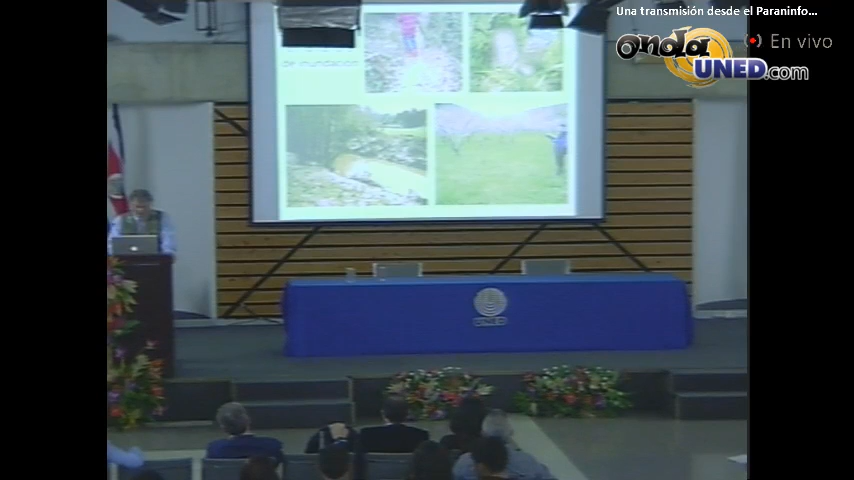 Una transmisión desde el Paraninfo...
onda
UNED.com
En vivo
de inundación
UNED